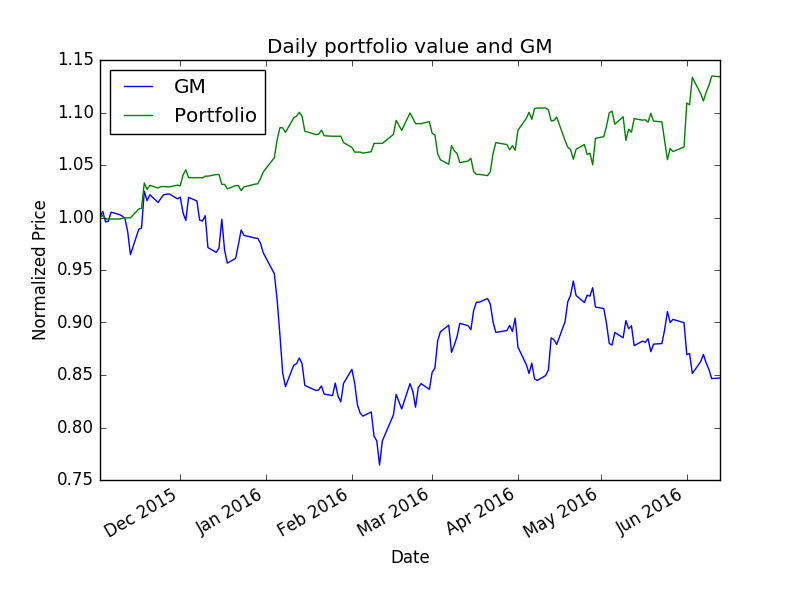 Daily portfolio value and GM
GM
Portfolio
1.15
1.10
1.05
1.00
0.95
0.90
0.85
0.80
0.75
Normalized Price
Dec 2015
Jan 2016
Feb 2016
Mar 2016
Apr 2016
May 2016
Jun 2016
Date